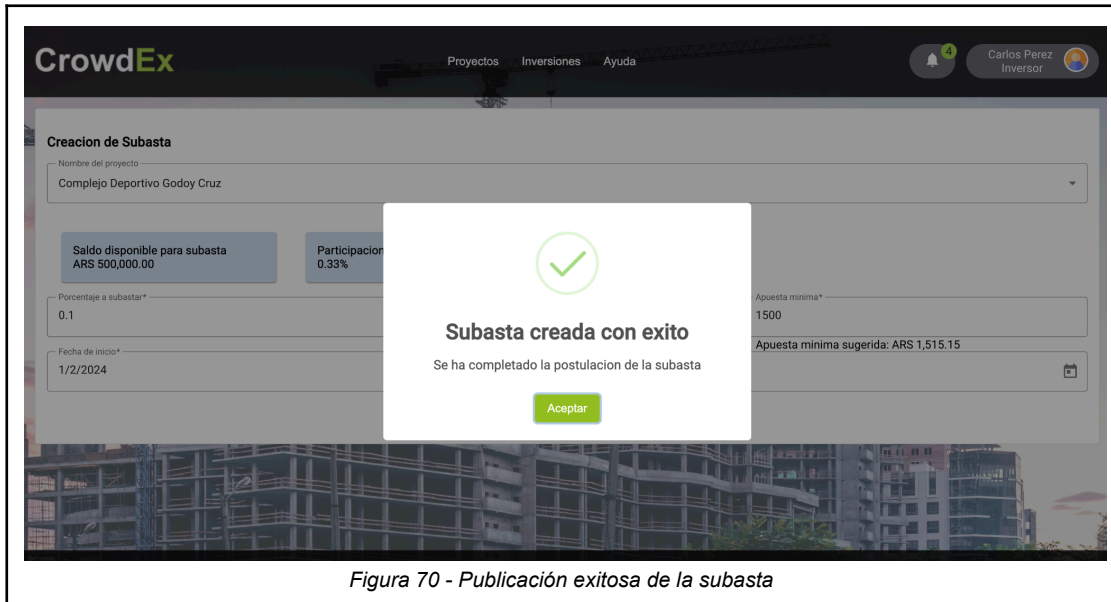 CrowdEx
Proyectos Inversiones Ayuda
4
Carlos Perez
Inversor
Creacion de Subasta
Nombre del proyecto
Complejo Deportivo Godoy Cruz
Saldo disponible para subasta
ARS 500,000.00
Participacion
0.33%
Porcentaje a subastar*
0.1
Apuesta minima*
1500
Apuesta minima sugerida: ARS 1,515.15
Fecha de inicio*
1/2/2024
Subasta creada con exito
Se ha completado la postulacion de la subasta
Aceptar
Figura 70 - Publicación exitosa de la subasta